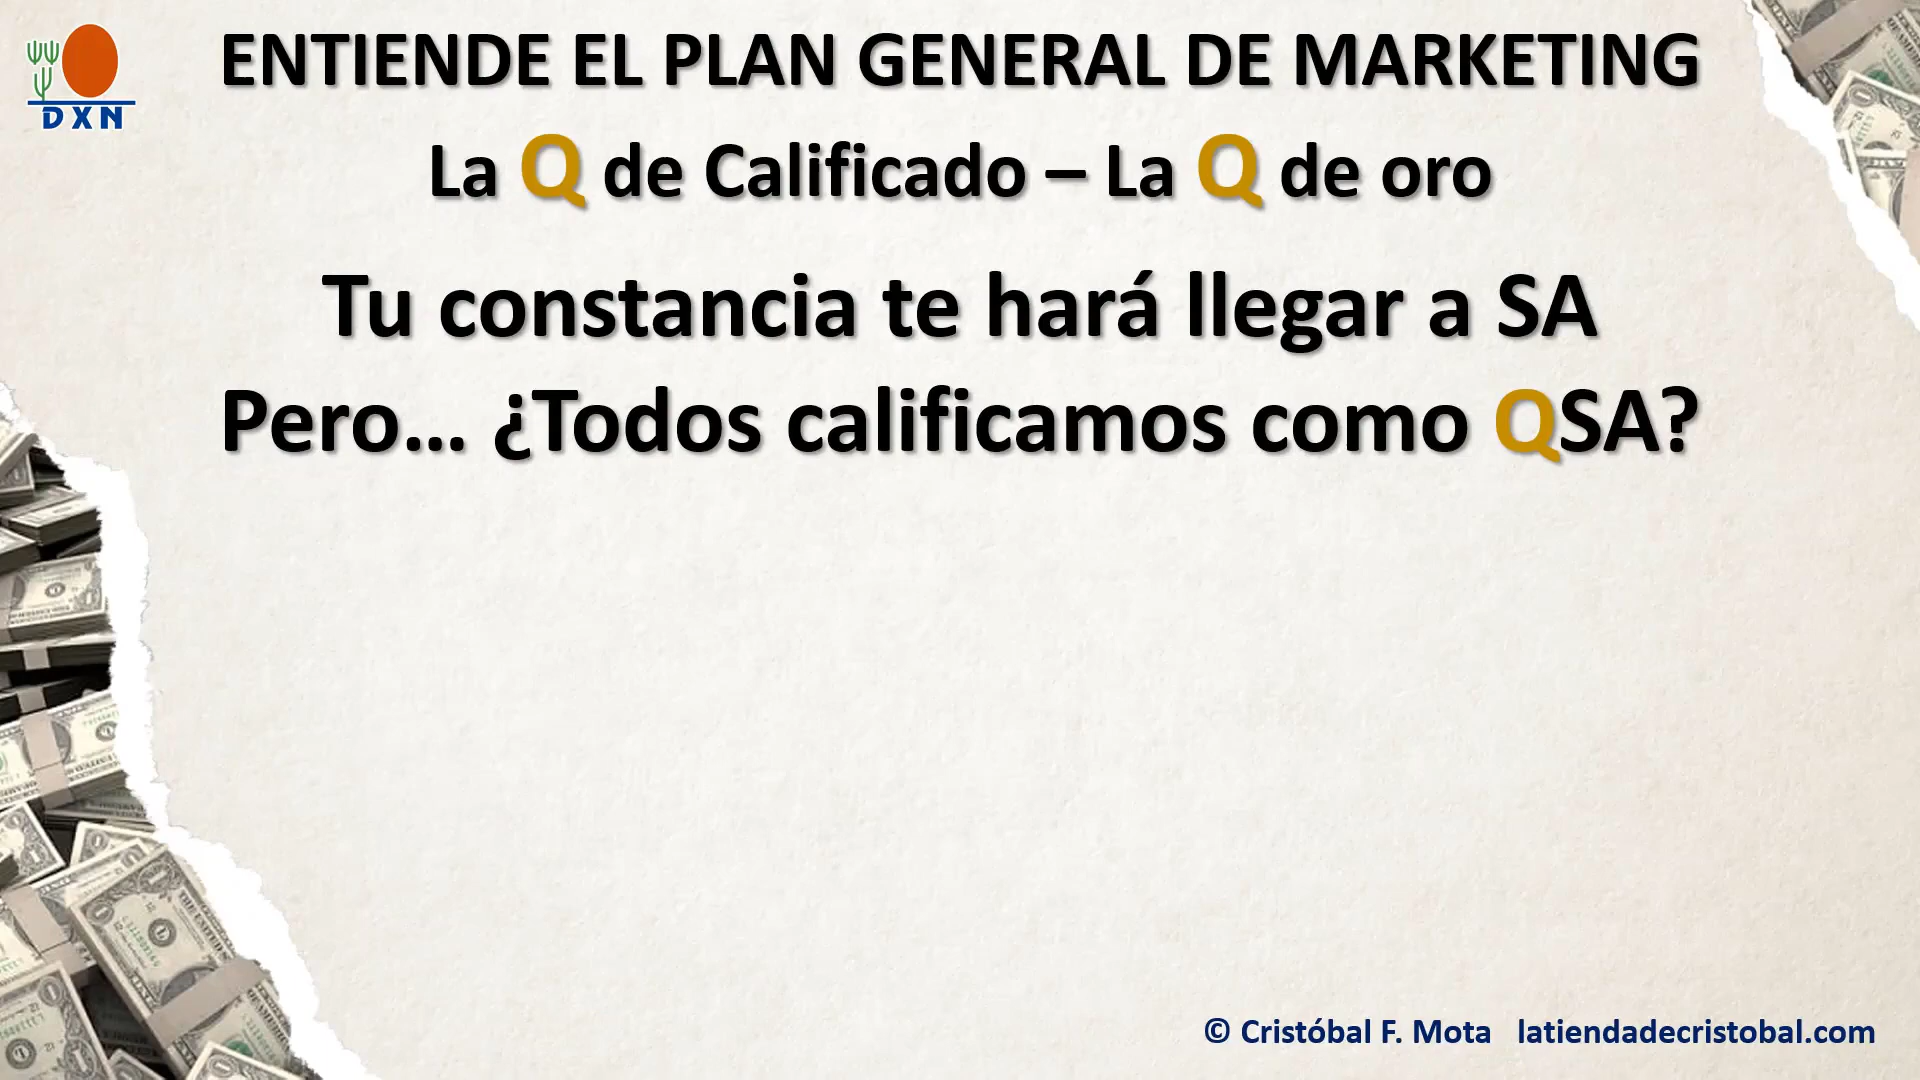 ENTIENDE EL PLAN GENERAL DE MARKETING
DXN
La Q de Calificado – La Q de oro
Tu constancia te hará llegar a SA
Pero... ¿Todos calificamos como QSA?
© Cristóbal F. Mota latiendadecristobal.com